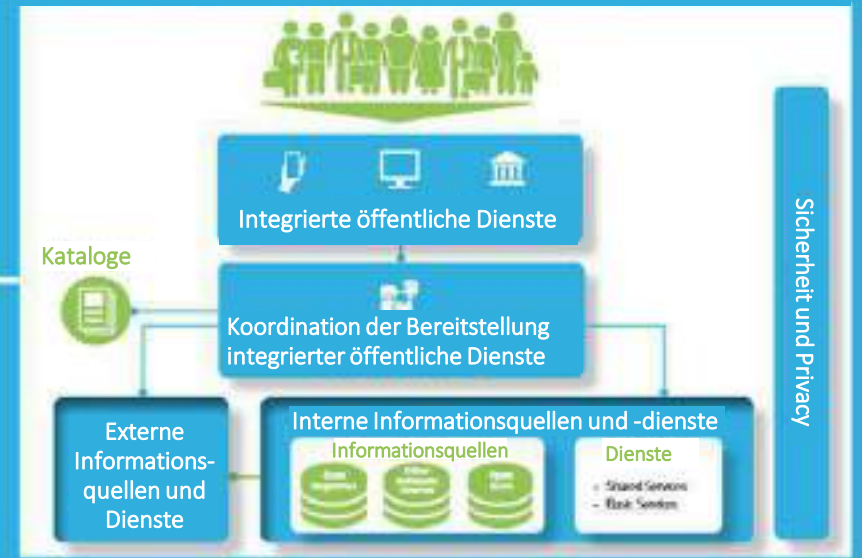 Integrierte öffentliche Dienste
Kataloge
Koordination der Bereitstellung
integrierter öffentliche Dienste
Externe
Informations-
quellen und
Dienste
Interne Informationsquellen und -dienste
Informationsquellen
Dienste
- Shared Services
- Basic Services
Sicherheit und Privacy